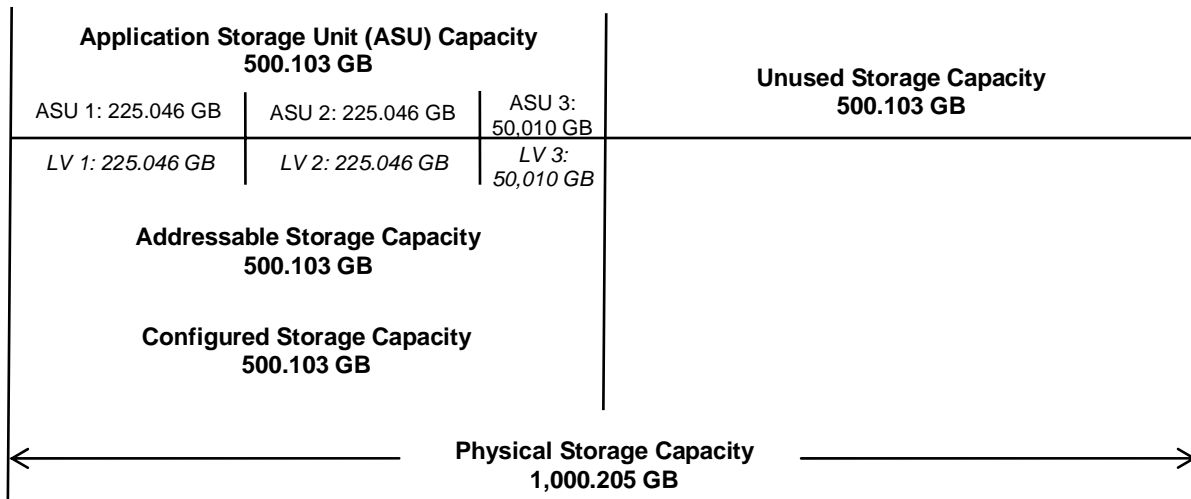 Application Storage Unit (ASU) Capacity
500.103 GB
Unused Storage Capacity
500.103 GB
ASU 1: 225.046 GB
ASU 2: 225.046 GB
ASU 3:
50,010 GB
LV 1: 225.046 GB
LV 2: 225.046 GB
LV 3:
50,010 GB
Addressable Storage Capacity
500.103 GB
Configured Storage Capacity
500.103 GB
Physical Storage Capacity
1,000.205 GB